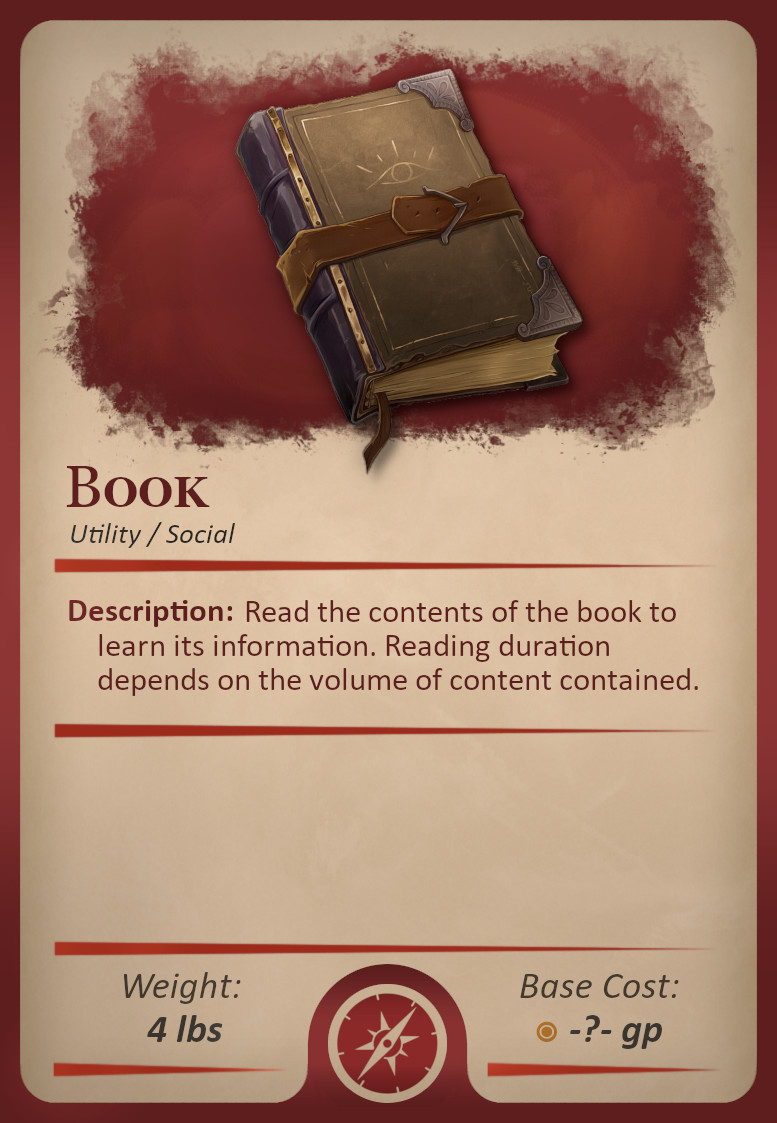 Book
Utility / Social
Description: Read the contents of the book to
learn its information. Reading duration
depends on the volume of content contained.
Weight:
4 lbs
Base Cost:
-?- gp